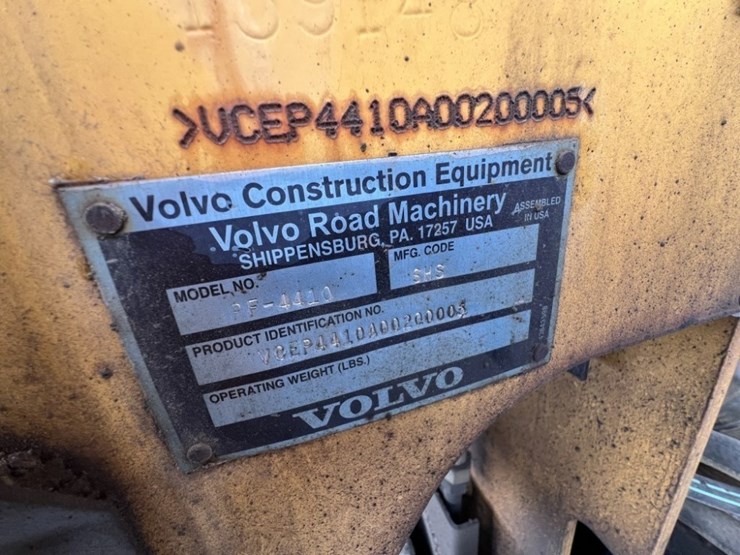 >VCEP4410A00200005<
Volvo Construction Equipment
Volvo Road Machinery
ASSEMBLED IN USA
SHIPPENSBURG, PA. 17257 USA
MODEL NO.
PF-4410
MFG. CODE
SHS
PRODUCT IDENTIFICATION NO.
VCEP4410A00200005
OPERATING WEIGHT (LBS.)
VOLVO